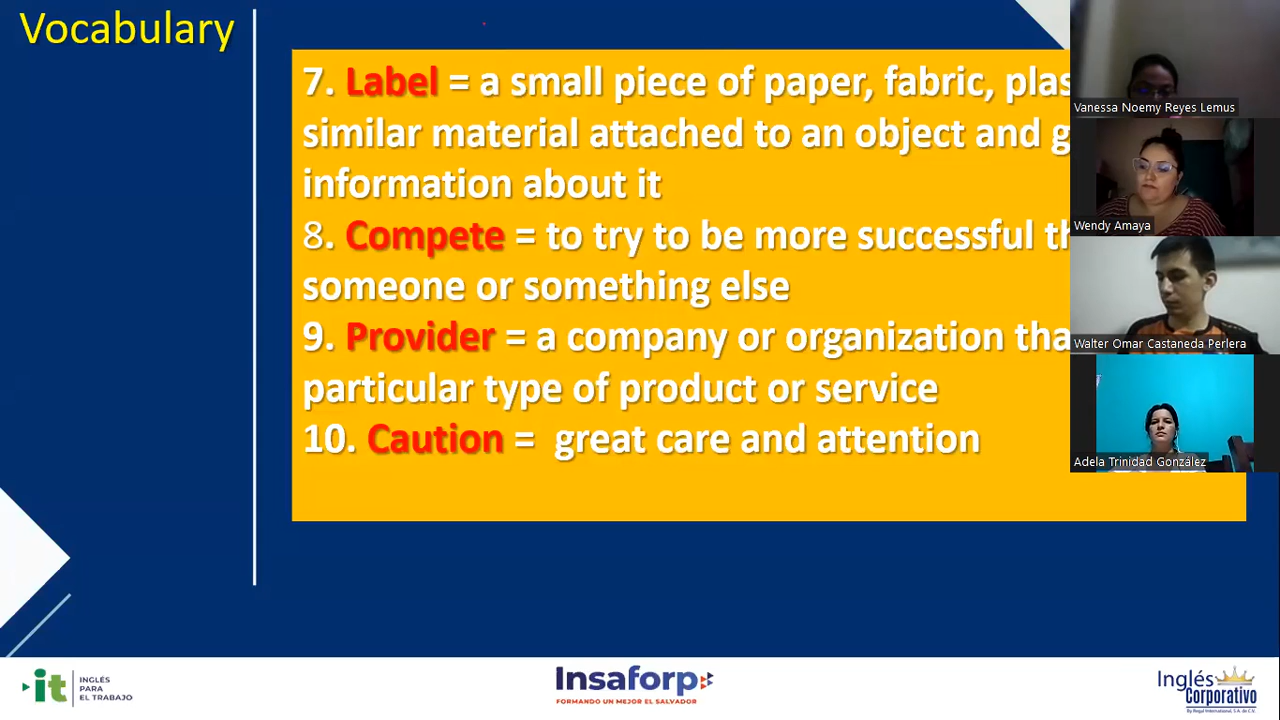 Vocabulary
7. Label = a small piece of paper, fabric,
similar material attached to an object and
information about it
8. Compete = to try to be more successful
someone or something else
9. Provider = a company or organization
particular type of product or service
10. Caution = great care and attention
Vanessa Noemy Reyes Lemus
Wendy Amaya
Walter Omar Castaneda Perlera
Adela Trinidad González
it
INGLÉS
PARA
EL TRABAJO
Insaforp
FORMANDO UN MEJOR EL SALVADOR
Inglés
Corporativo
By Regal International, S.A. de C.V.